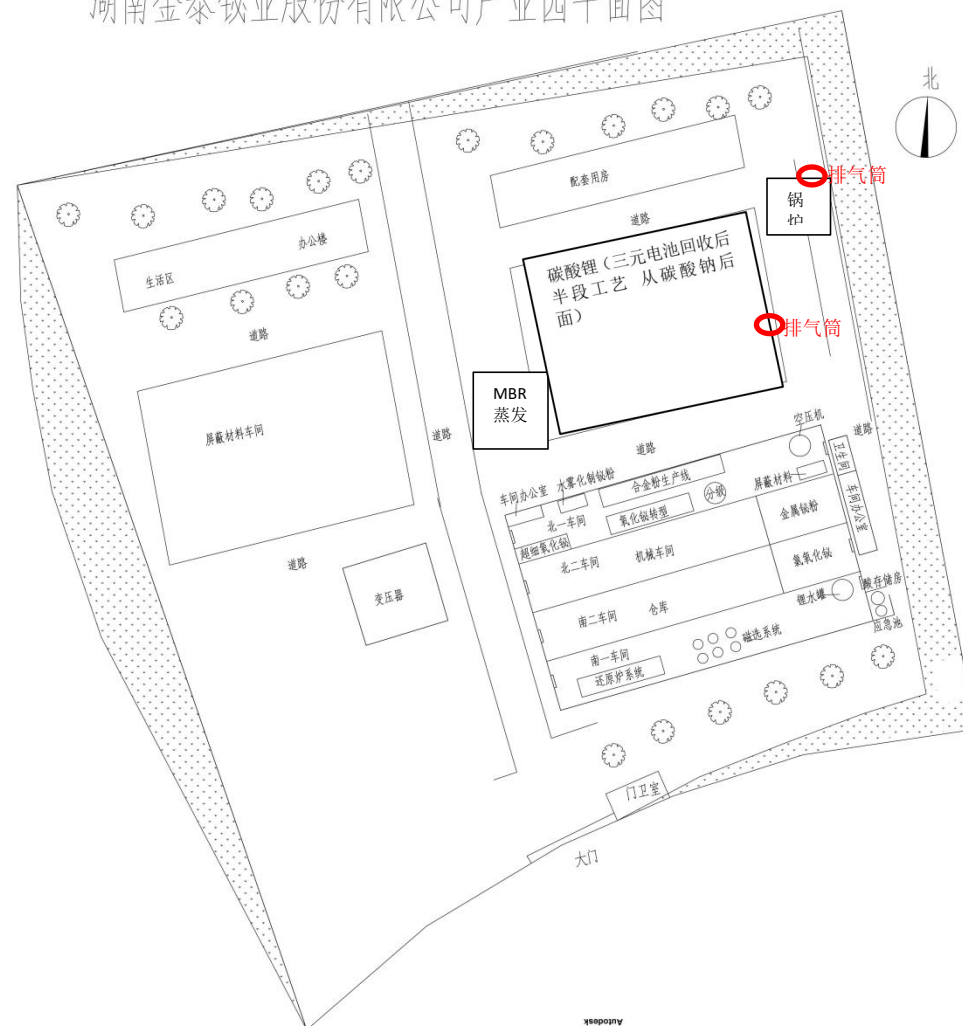 湖南金泰铋业股份有限公司产业园平面图
北
排气筒
锅
炉
配套用房
道路
办公楼
生活区
碳酸锂（三元电池回收后
半段工艺 从碳酸钠后
面）
排气筒
道路
MBR
蒸发
屏蔽材料车间
道路
道路
空压机
道路
卫生间
车间办公室
车间办公室
水雾化制铋粉
合金粉生产线
分级
屏蔽材料
北一车间
氧化铋转型
金属铋粉
超细氧化铋
北二车间
机械车间
氯氧化铋
道路
变压器
南二车间
仓库
锂水罐
酸存储房
应急池
磁选系统
南一车间
还原炉系统
门卫室
大门
Autodesk